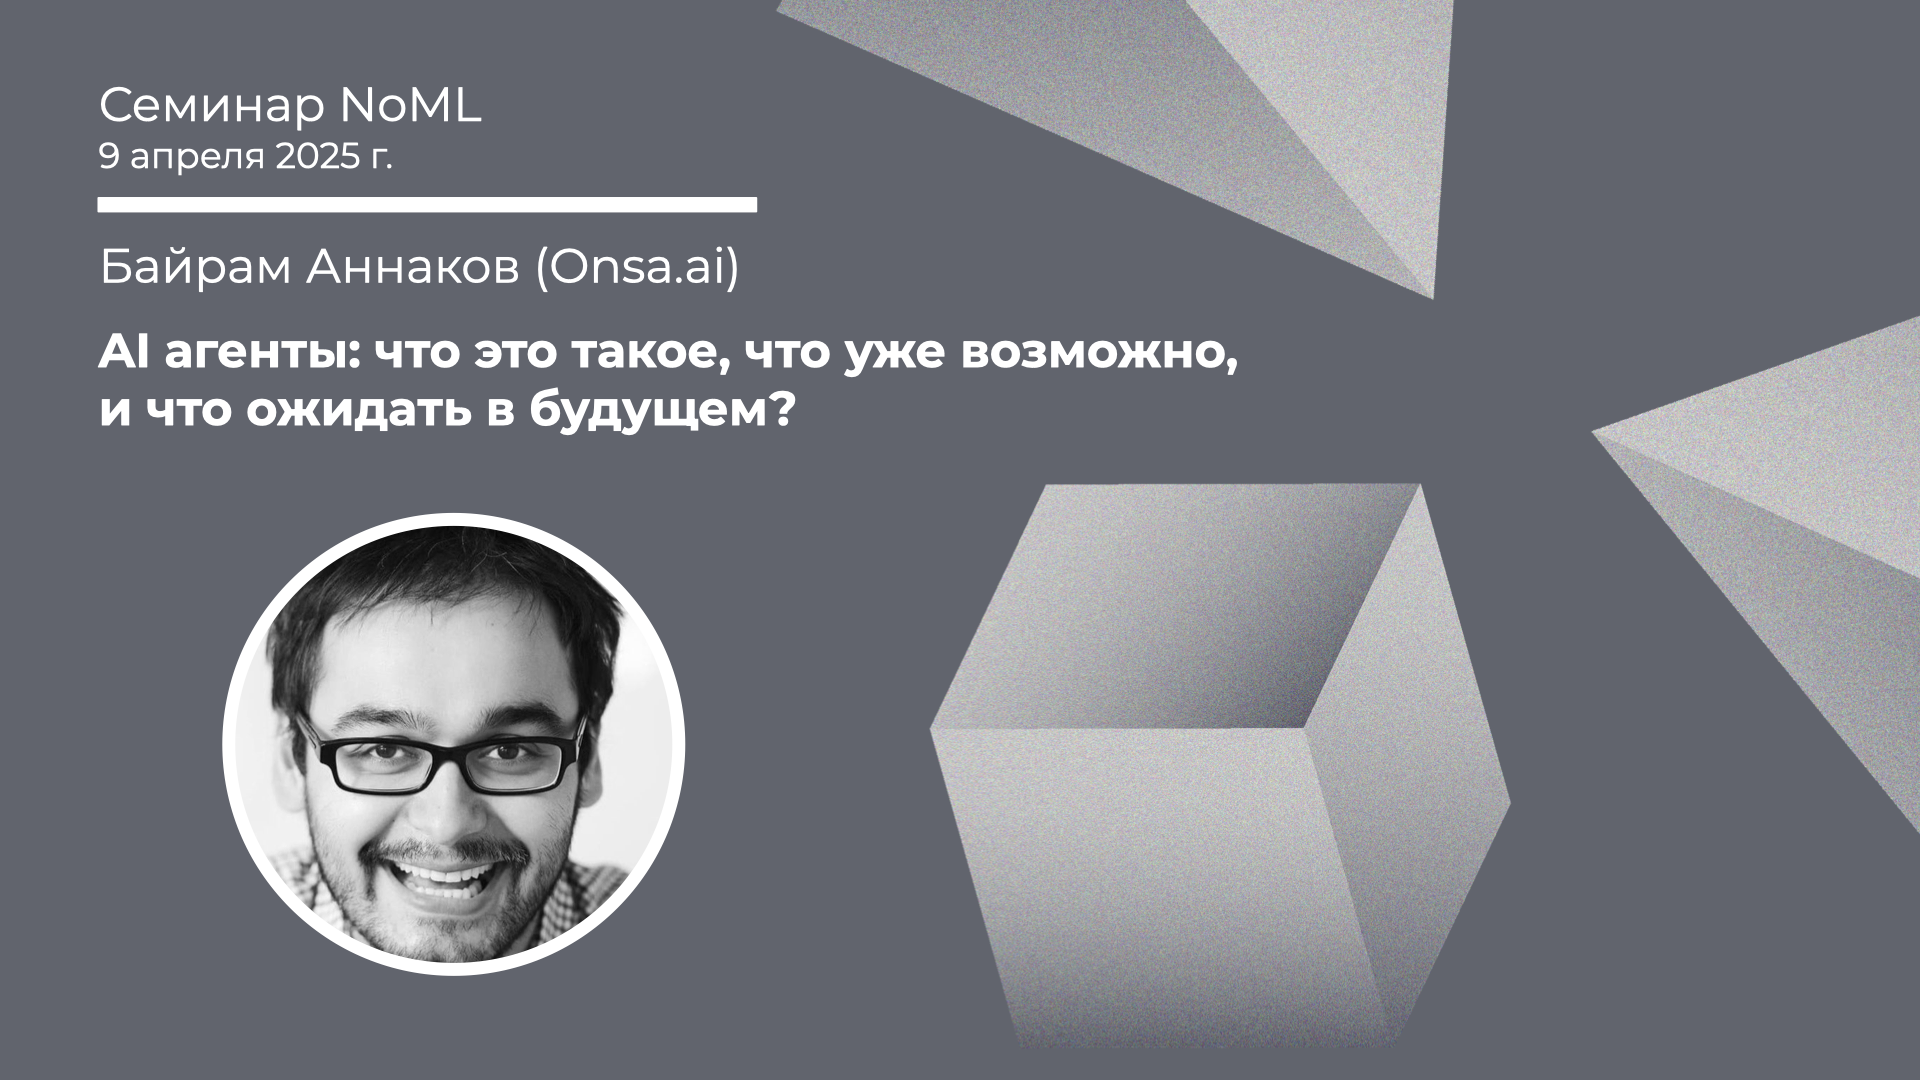 Семинар NoML
9 апреля 2025 г.
Байрам Аннаков (Onsa.ai)
AI агенты: что это такое, что уже возможно,
и что ожидать в будущем?